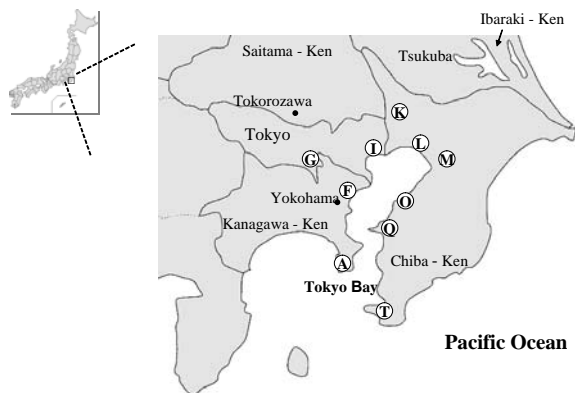 Ibaraki - Ken
Saitama - Ken
Tsukuba
Tokorozawa
K
Tokyo
I
L
G
M
F
Yokohama
O
Kanagawa - Ken
Q
A
Chiba - Ken
Tokyo Bay
T
Pacific Ocean